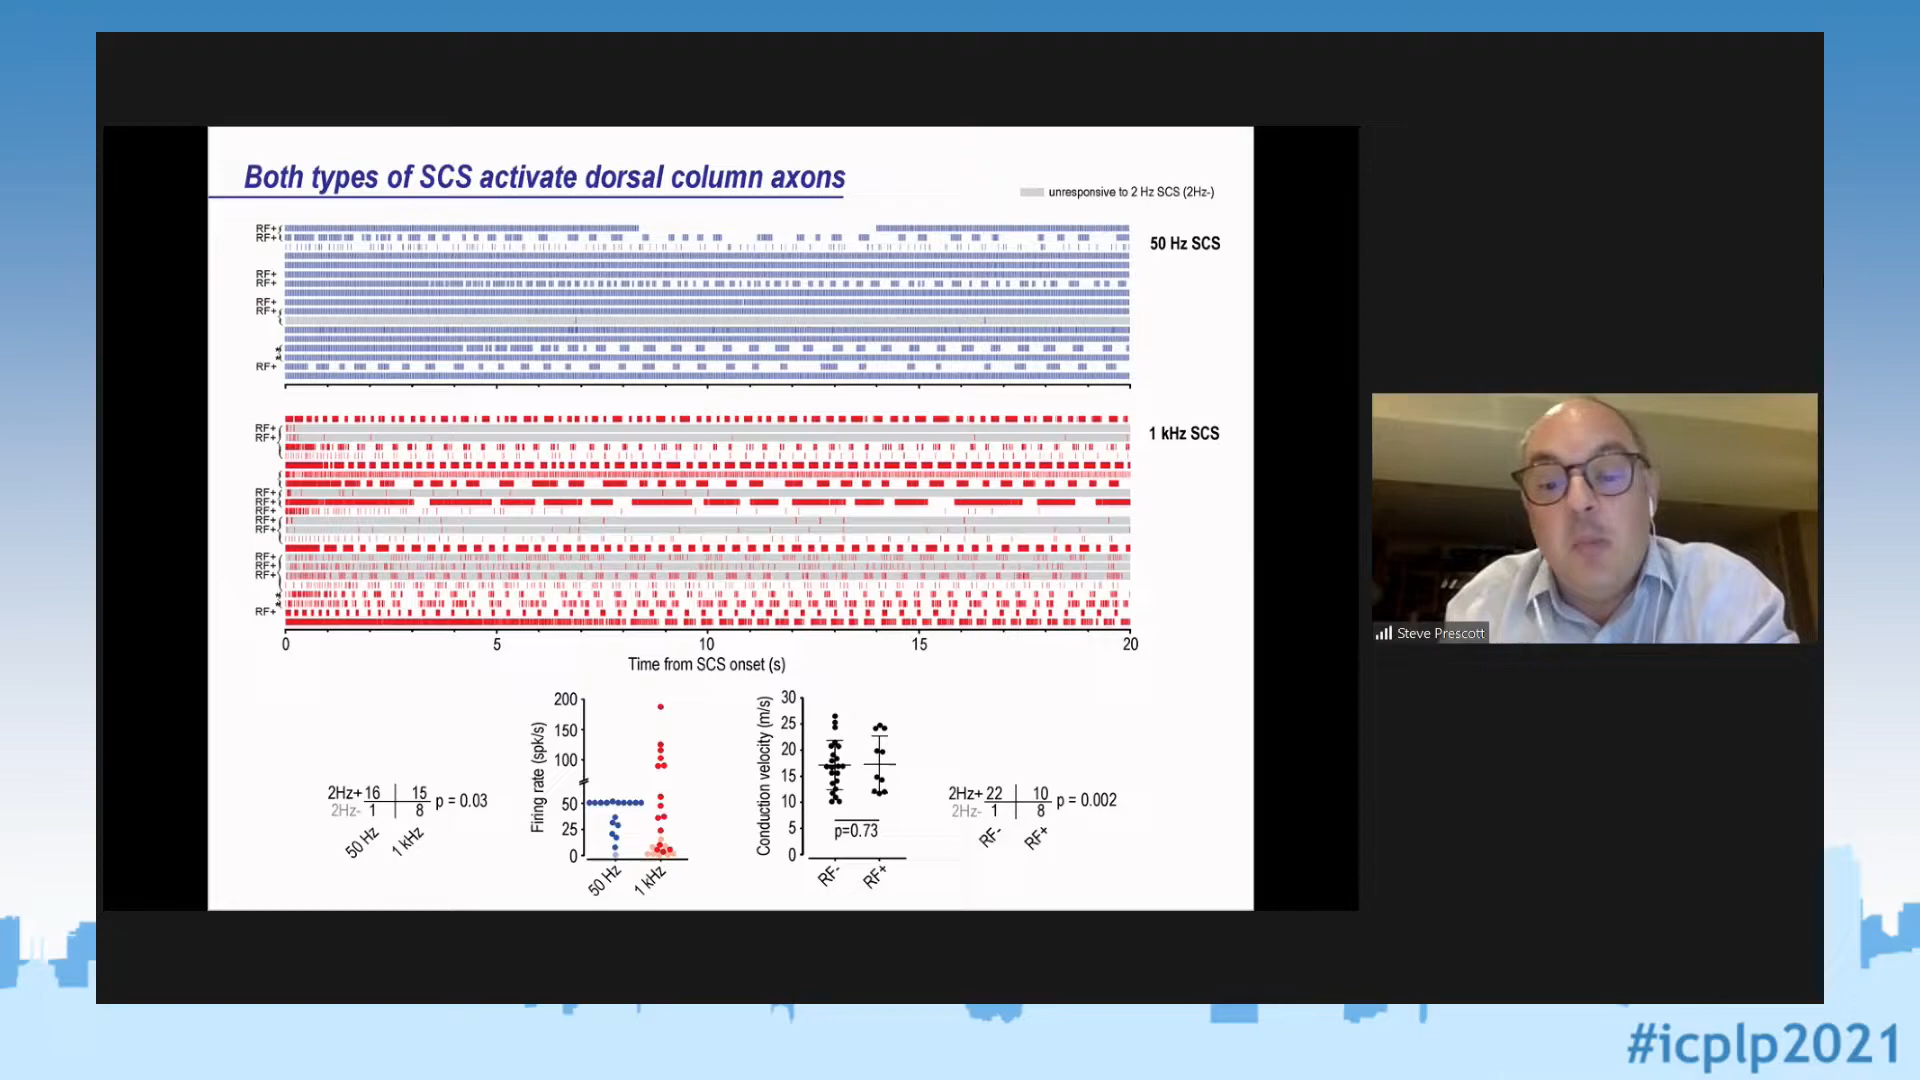 Both types of SCS activate dorsal column axons
unresponsive to 2 Hz SCS (2Hz-)
RF+
RF+
50 Hz SCS
RF+
RF+
RF+
RF+
RF+
RF+
RF+
1 kHz SCS
RF+
RF+
RF+
RF+
RF+
RF+
RF+
RF+
RF+
0 5 10 15 20
Time from SCS onset (s)
Firing rate (spk/s)
200
150
100
50
25
0
50 Hz 1 kHz
Conduction velocity (m/s)
30
25
20
15
10
5
0
p=0.73
RF- RF+
2Hz+ 16 15
2Hz- 1 8
p = 0.03
50 Hz 1 kHz
2Hz+ 22 10
2Hz- 1 8
p = 0.002
RF- RF+
Steve Prescott
#icplp2021